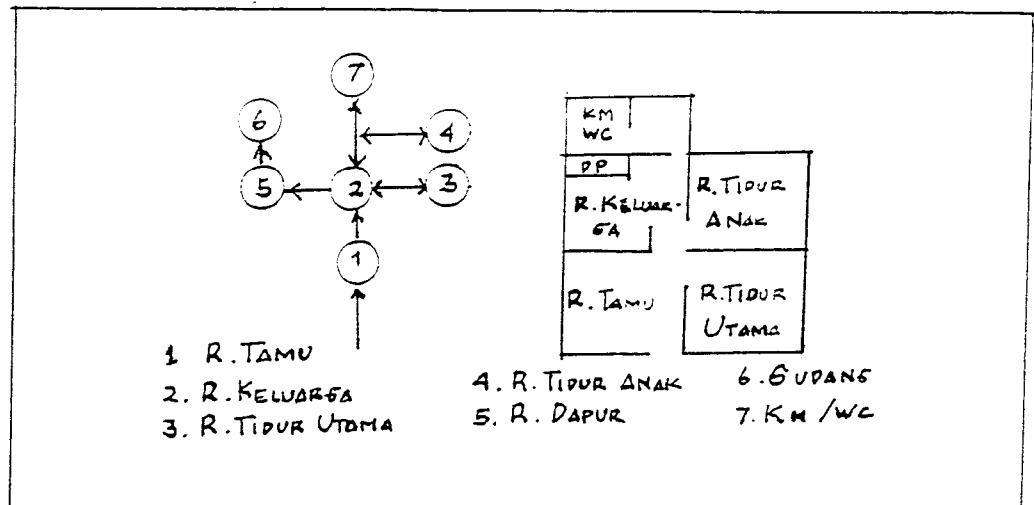 7
6
4
5
2
3
1
KM
WC
DP
R. TIDUR
ANAK
R. KELUAR-
GA
R. TAMU
R. TIDUR
UTAMA
1 R. TAMU
2. R. KELUARGA
3. R. TIDUR UTAMA
4. R. TIDUR ANAK
5. R. DAPUR
6. GUDANG
7. KM / WC